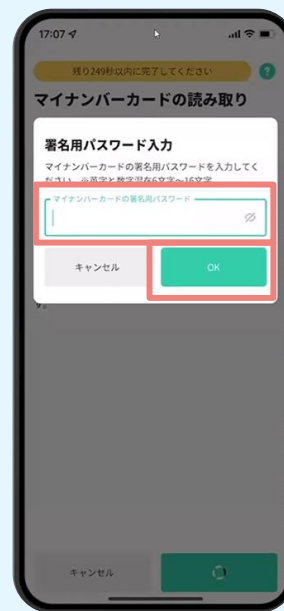 17:07
残り249秒以内に完了してください
?
マイナンバーカードの読み取り
署名用パスワード入力
マイナンバーカードの署名用パスワードを入力してく
ださい。※英字と数字混在6文字〜16文字
マイナンバーカードの署名用パスワード
キャンセル
OK
す。
キャンセル